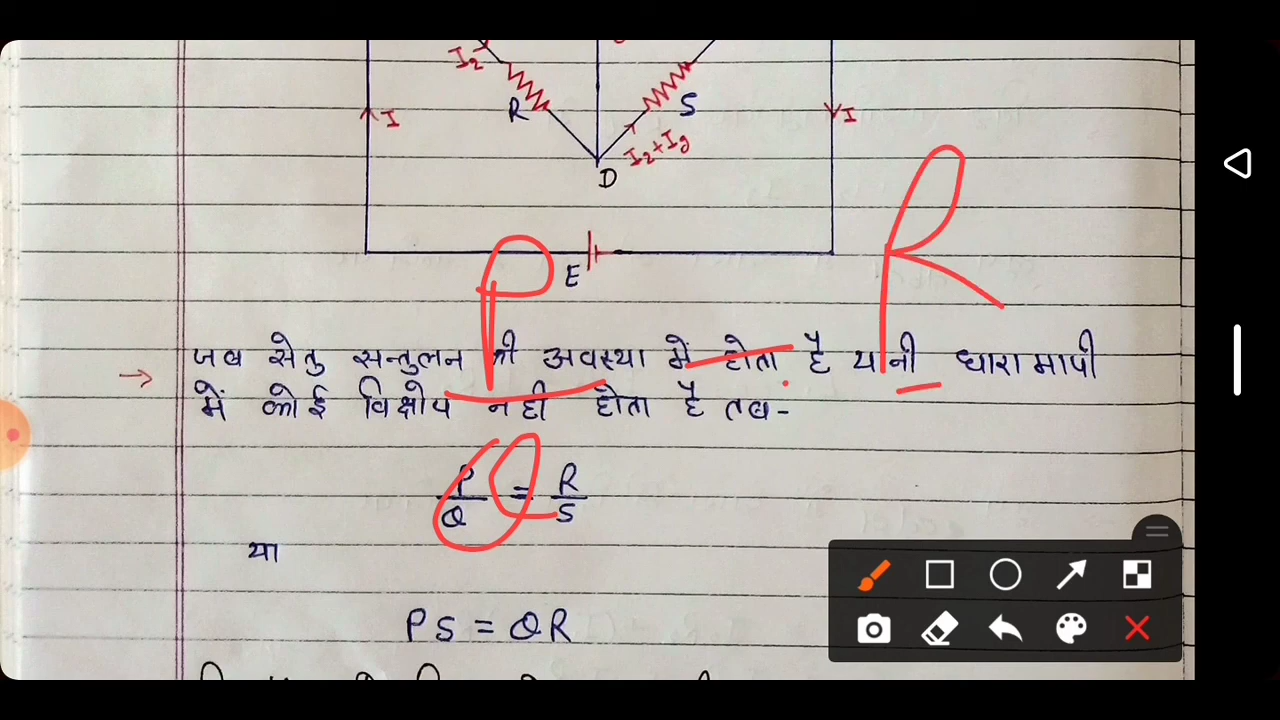 I₂
R
S
I
I
I₂+Ig
D
E
P
R
जब सेतु सन्तुलन की अवस्था में होता है यानी धारामापी
में कोई विक्षेप नही होता है तब-
P/Q = R/S
या
PS = QR